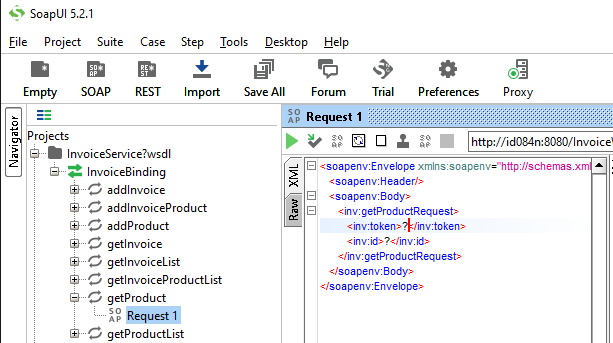 SoapUI 5.2.1
File Project Suite Case Step Tools Desktop Help
Empty SOAP REST Import Save All Forum Trial Preferences Proxy
Navigator
Projects
InvoiceService?wsdl
InvoiceBinding
addInvoice
addInvoiceProduct
addProduct
getInvoice
getInvoiceList
getInvoiceProductList
getProduct
Request 1
getProductList
Request 1
http://id084n:8080/Invoice\
XML
Raw
<soapenv:Envelope xmlns:soapenv="http://schemas.xml
<soapenv:Header/>
<soapenv:Body>
<inv:getProductRequest>
<inv:token>?</inv:token>
<inv:id>?</inv:id>
</inv:getProductRequest>
</soapenv:Body>
</soapenv:Envelope>